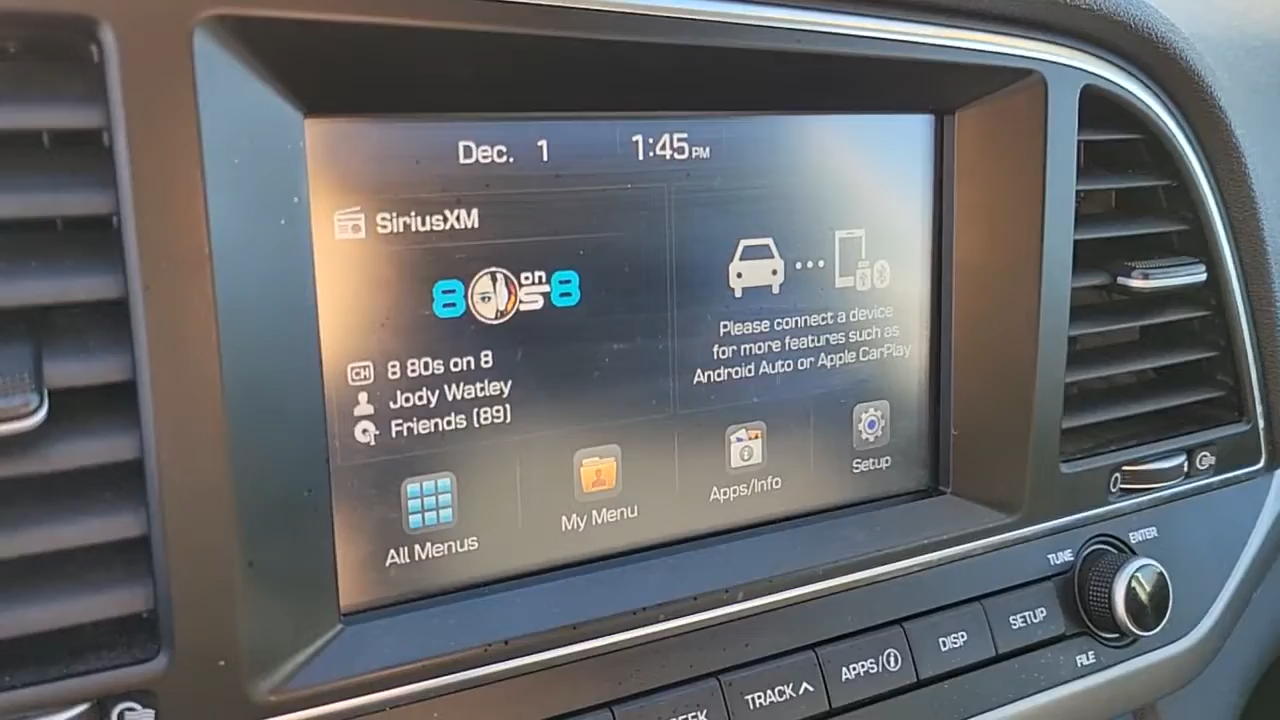 Dec. 1 1:45 PM
SiriusXM
80s on 8
CH 8 80s on 8
Jody Watley
Friends (89)
Please connect a device
for more features such as
Android Auto or Apple CarPlay
All Menus
My Menu
Apps/Info
Setup
TRACK
APPS/i
DISP
SETUP
TUNE
ENTER
FILE